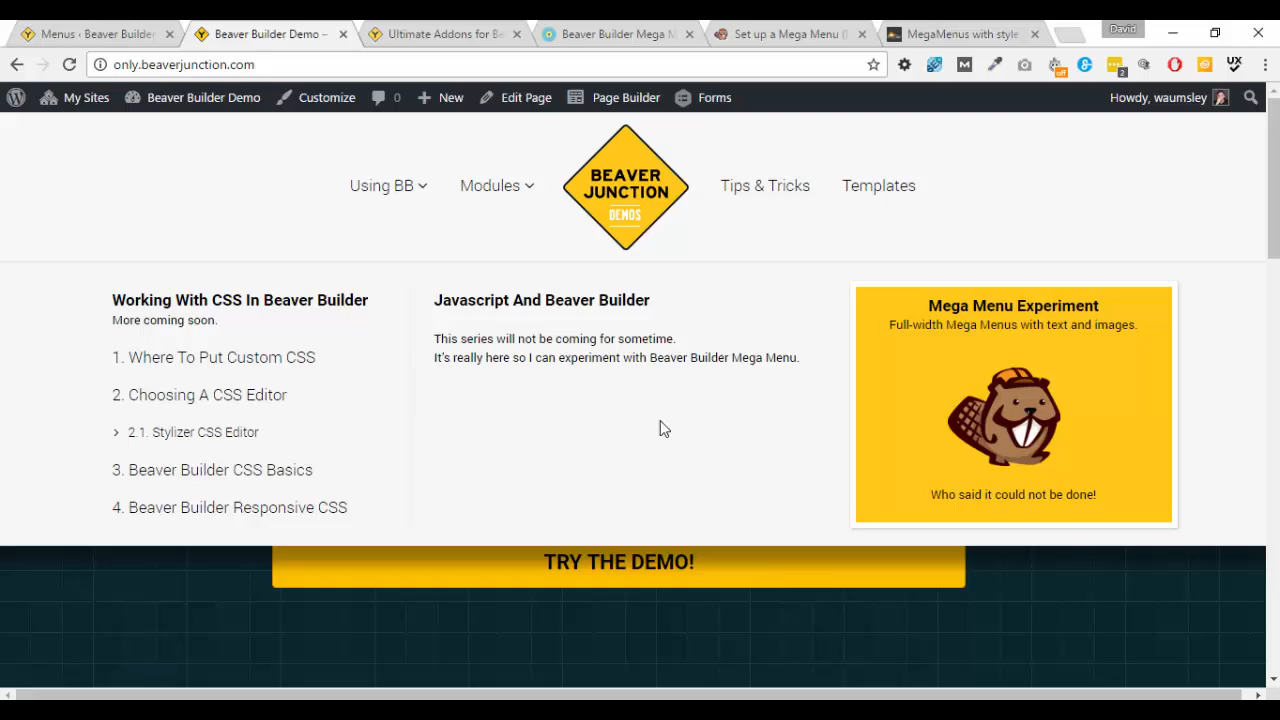 Menus ‹ Beaver Builder
Beaver Builder Demo –
Ultimate Addons for Be
Beaver Builder Mega M
Set up a Mega Menu (
MegaMenus with style
David
only.beaverjunction.com
off
2
UX
My Sites
Beaver Builder Demo
Customize
0
New
Edit Page
Page Builder
Forms
Howdy, waumsley
Using BB
Modules
BEAVER
JUNCTION
DEMOS
Tips & Tricks
Templates
Working With CSS In Beaver Builder
More coming soon.
1. Where To Put Custom CSS
2. Choosing A CSS Editor
2.1. Stylizer CSS Editor
3. Beaver Builder CSS Basics
4. Beaver Builder Responsive CSS
Javascript And Beaver Builder
This series will not be coming for sometime.
It's really here so I can experiment with Beaver Builder Mega Menu.
Mega Menu Experiment
Full-width Mega Menus with text and images.
Who said it could not be done!
TRY THE DEMO!